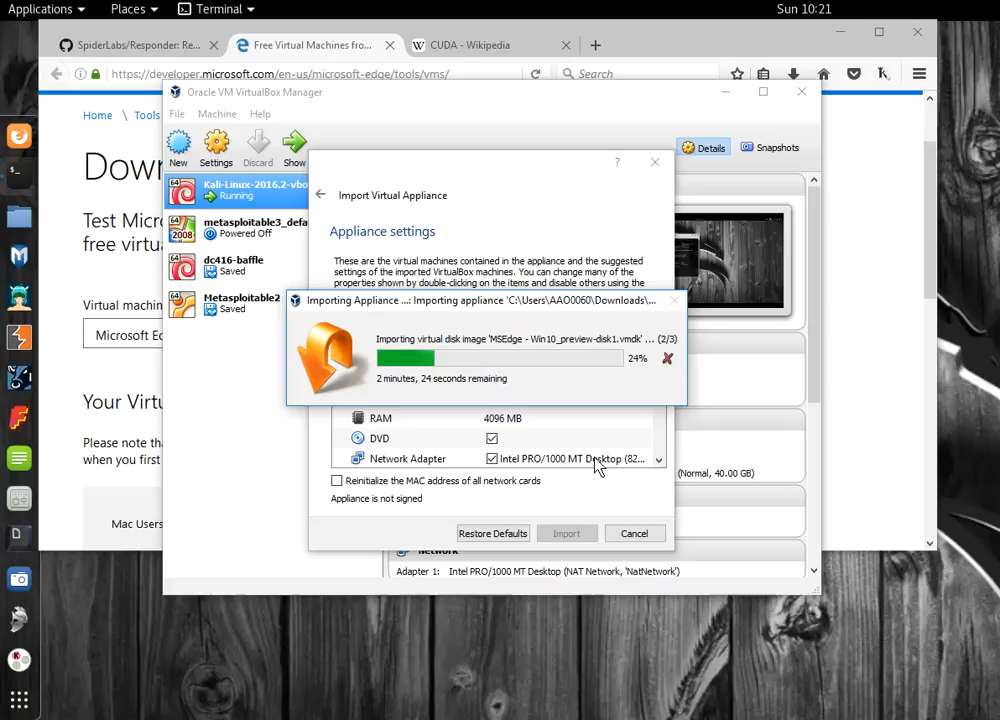 Applications Places Terminal Sun 10:21
SpiderLabs/Responder: Re... Free Virtual Machines fro... CUDA - Wikipedia
https://developer.microsoft.com/en-us/microsoft-edge/tools/vms/ Search
Oracle VM VirtualBox Manager
File Machine Help
Home \ Tools
New Settings Discard Show Details Snapshots
Down
Test Micr
free virtu
Virtual machin
Microsoft Ed
Your Virtu
Please note tha
when you first
Mac Users
Kali-Linux-2016.2-vbo
Running
metasploitable3_defa
Powered Off
dc416-baffle
Saved
Metasploitable2
Saved
64
64
2008
64
64
?
Import Virtual Appliance
Appliance settings
These are the virtual machines contained in the appliance and the suggested
settings of the imported VirtualBox machines. You can change many of the
properties shown by double-clicking on the items and disable others using the
Importing Appliance ...: Importing appliance 'C:\Users\AAO0060\Downloads\...
Importing virtual disk image 'MSEdge - Win10_preview-disk1.vmdk' ... (2/3)
24%
2 minutes, 24 seconds remaining
RAM 4096 MB
DVD
Network Adapter Intel PRO/1000 MT Desktop (82...
Reinitialize the MAC address of all network cards
Appliance is not signed
Restore Defaults Import Cancel
(Normal, 40.00 GB)
Network
Adapter 1: Intel PRO/1000 MT Desktop (NAT Network, 'NatNetwork')